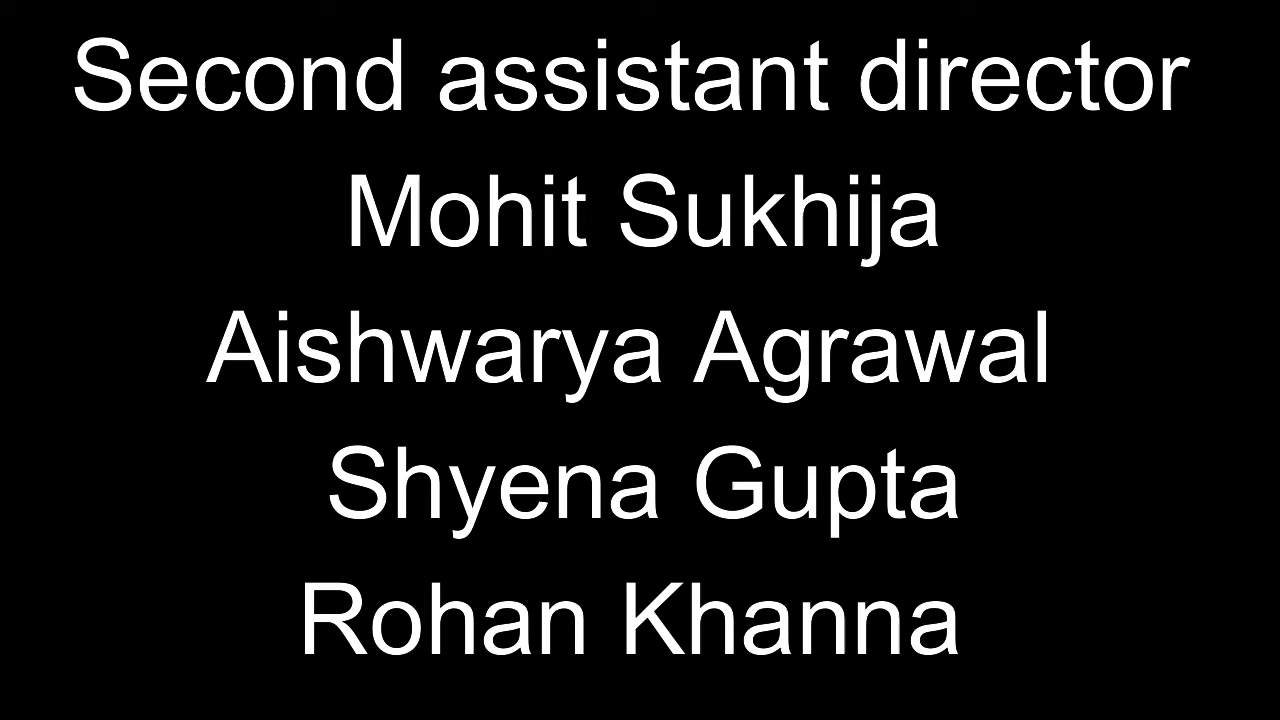 Second assistant director
Mohit Sukhija
Aishwarya Agrawal
Shyena Gupta
Rohan Khanna